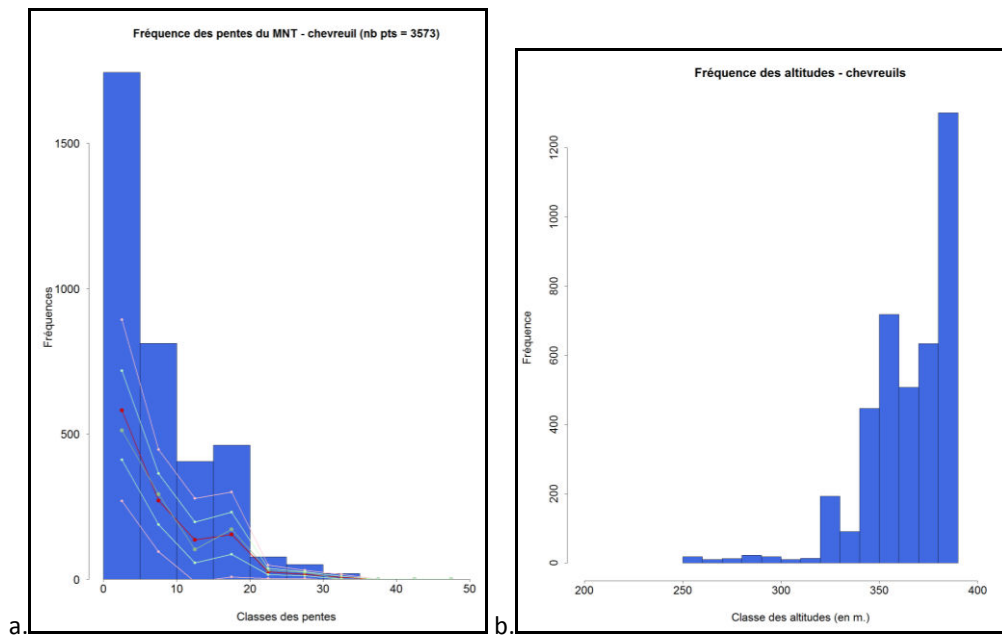 Fréquence des pentes du MNT - chevreuil (nb pts = 3573)
1500
1000
500
0
Fréquences
0 10 20 30 40 50
Classes des pentes
a.
Fréquence des altitudes - chevreuils
1200
1000
800
600
400
200
0
Fréquence
200 250 300 350 400
Classe des altitudes (en m.)
b.